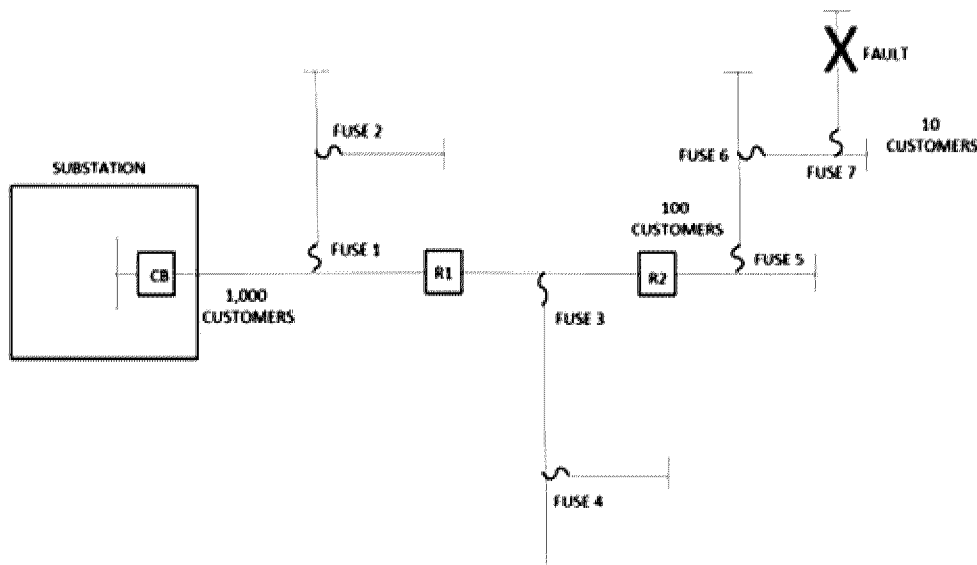 FAULT
FUSE 2
10
CUSTOMERS
FUSE 6
FUSE 7
SUBSTATION
100
CUSTOMERS
FUSE 1
FUSE 5
CB
R1
R2
1,000
CUSTOMERS
FUSE 3
FUSE 4